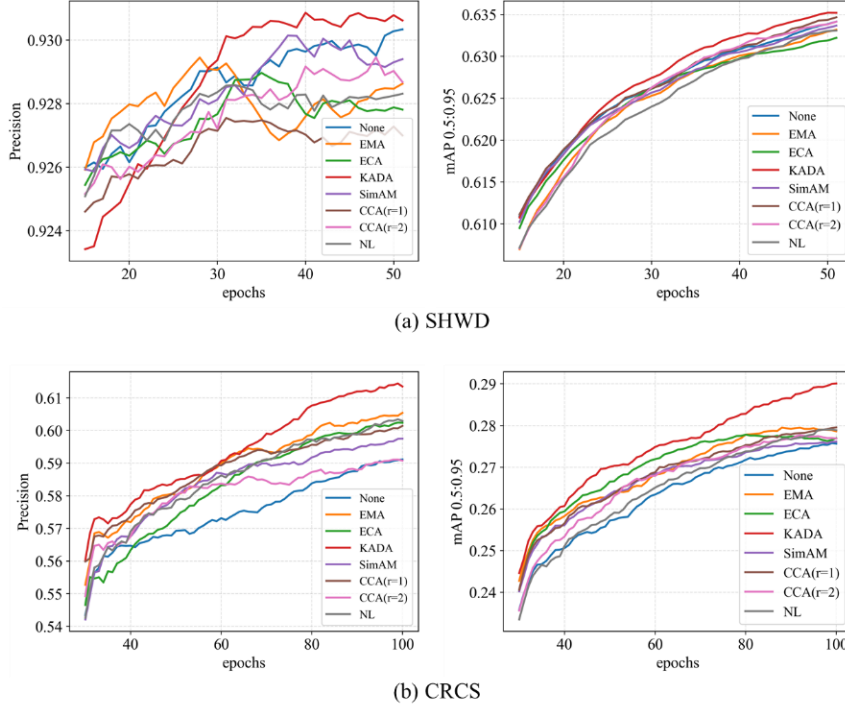 0.930
0.928
0.926
0.924
Precision
20
30
40
50
epochs
None
EMA
ECA
KADA
SimAM
CCA(r=1)
CCA(r=2)
NL
0.635
0.630
0.625
0.620
0.615
0.610
mAP 0.5:0.95
20
30
40
50
epochs
None
EMA
ECA
KADA
SimAM
CCA(r=1)
CCA(r=2)
NL
(a) SHWD
0.61
0.60
0.59
0.58
0.57
0.56
0.55
0.54
Precision
40
60
80
100
epochs
None
EMA
ECA
KADA
SimAM
CCA(r=1)
CCA(r=2)
NL
0.29
0.28
0.27
0.26
0.25
0.24
mAP 0.5:0.95
40
60
80
100
epochs
None
EMA
ECA
KADA
SimAM
CCA(r=1)
CCA(r=2)
NL
(b) CRCS